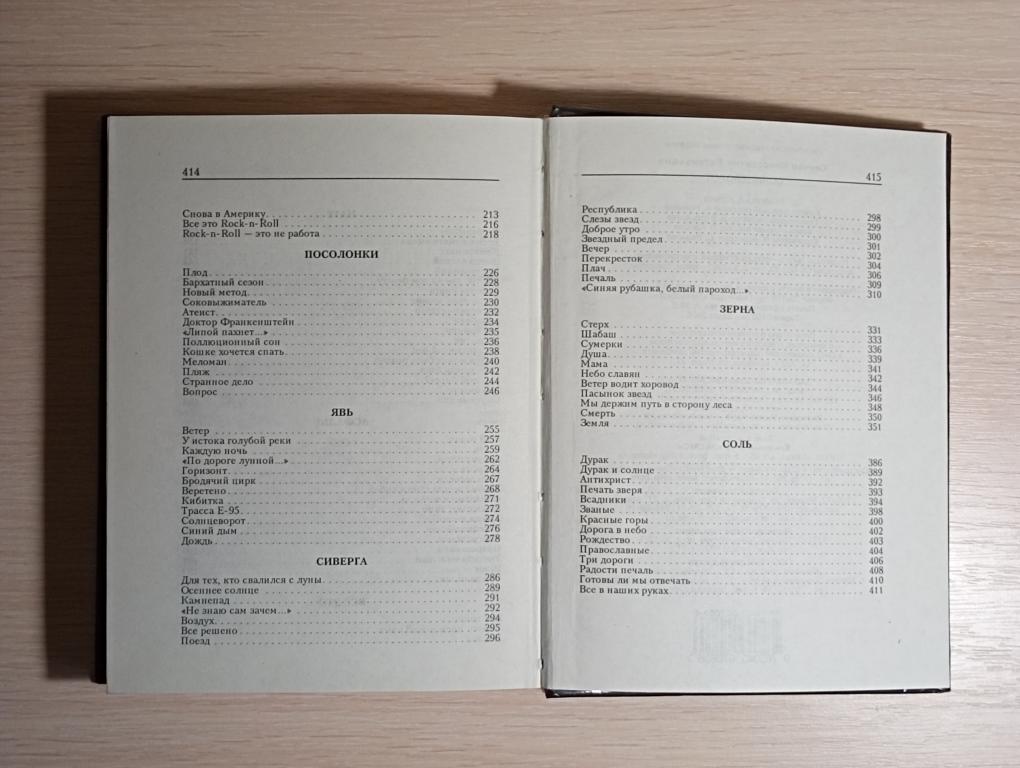 414
Снова в Америку 213
Все это Rock-n-Roll 216
Rock-n-Roll — это не работа 218
ПОСОЛОНКИ
Плод 226
Бархатный сезон 228
Новый метод 229
Соковыжиматель 230
Атеист 232
Доктор Франкенштейн 234
«Липой пахнет...» 235
Поллюционный сон 236
Кошке хочется спать 238
Меломан 240
Пляж 242
Странное дело 244
Вопрос 246
ЯВЬ
Ветер 255
У истока голубой реки 257
Каждую ночь 259
«По дороге лунной...» 262
Горизонт 264
Бродячий цирк 267
Веретено 268
Кибитка 271
Трасса Е-95 272
Солнцеворот 274
Синий дым 276
Дождь 278
СИВЕРГА
Для тех, кто свалился с луны 286
Осеннее солнце 289
Камнепад 291
«Не знаю сам зачем...» 292
Воздух 294
Все решено 295
Поезд 296
415
Республика 298
Слезы звезд 299
Доброе утро 300
Звездный предел 301
Вечер 302
Перекресток 304
Плач 306
Печаль 309
«Синяя рубашка, белый пароход...» 310
ЗЕРНА
Стерх 331
Шабаш 333
Сумерки 336
Душа 339
Мама 341
Небо славян 342
Ветер водит хоровод 344
Пасынок звезд 346
Мы держим путь в сторону леса 348
Смерть 350
Земля 351
СОЛЬ
Дурак 386
Дурак и солнце 389
Антихрист 392
Печать зверя 393
Всадники 394
Званые 398
Красные горы 400
Дорога в небо 402
Рождество 403
Православные 404
Три дороги 406
Радости печаль 408
Готовы ли мы отвечать 410
Все в наших руках 411